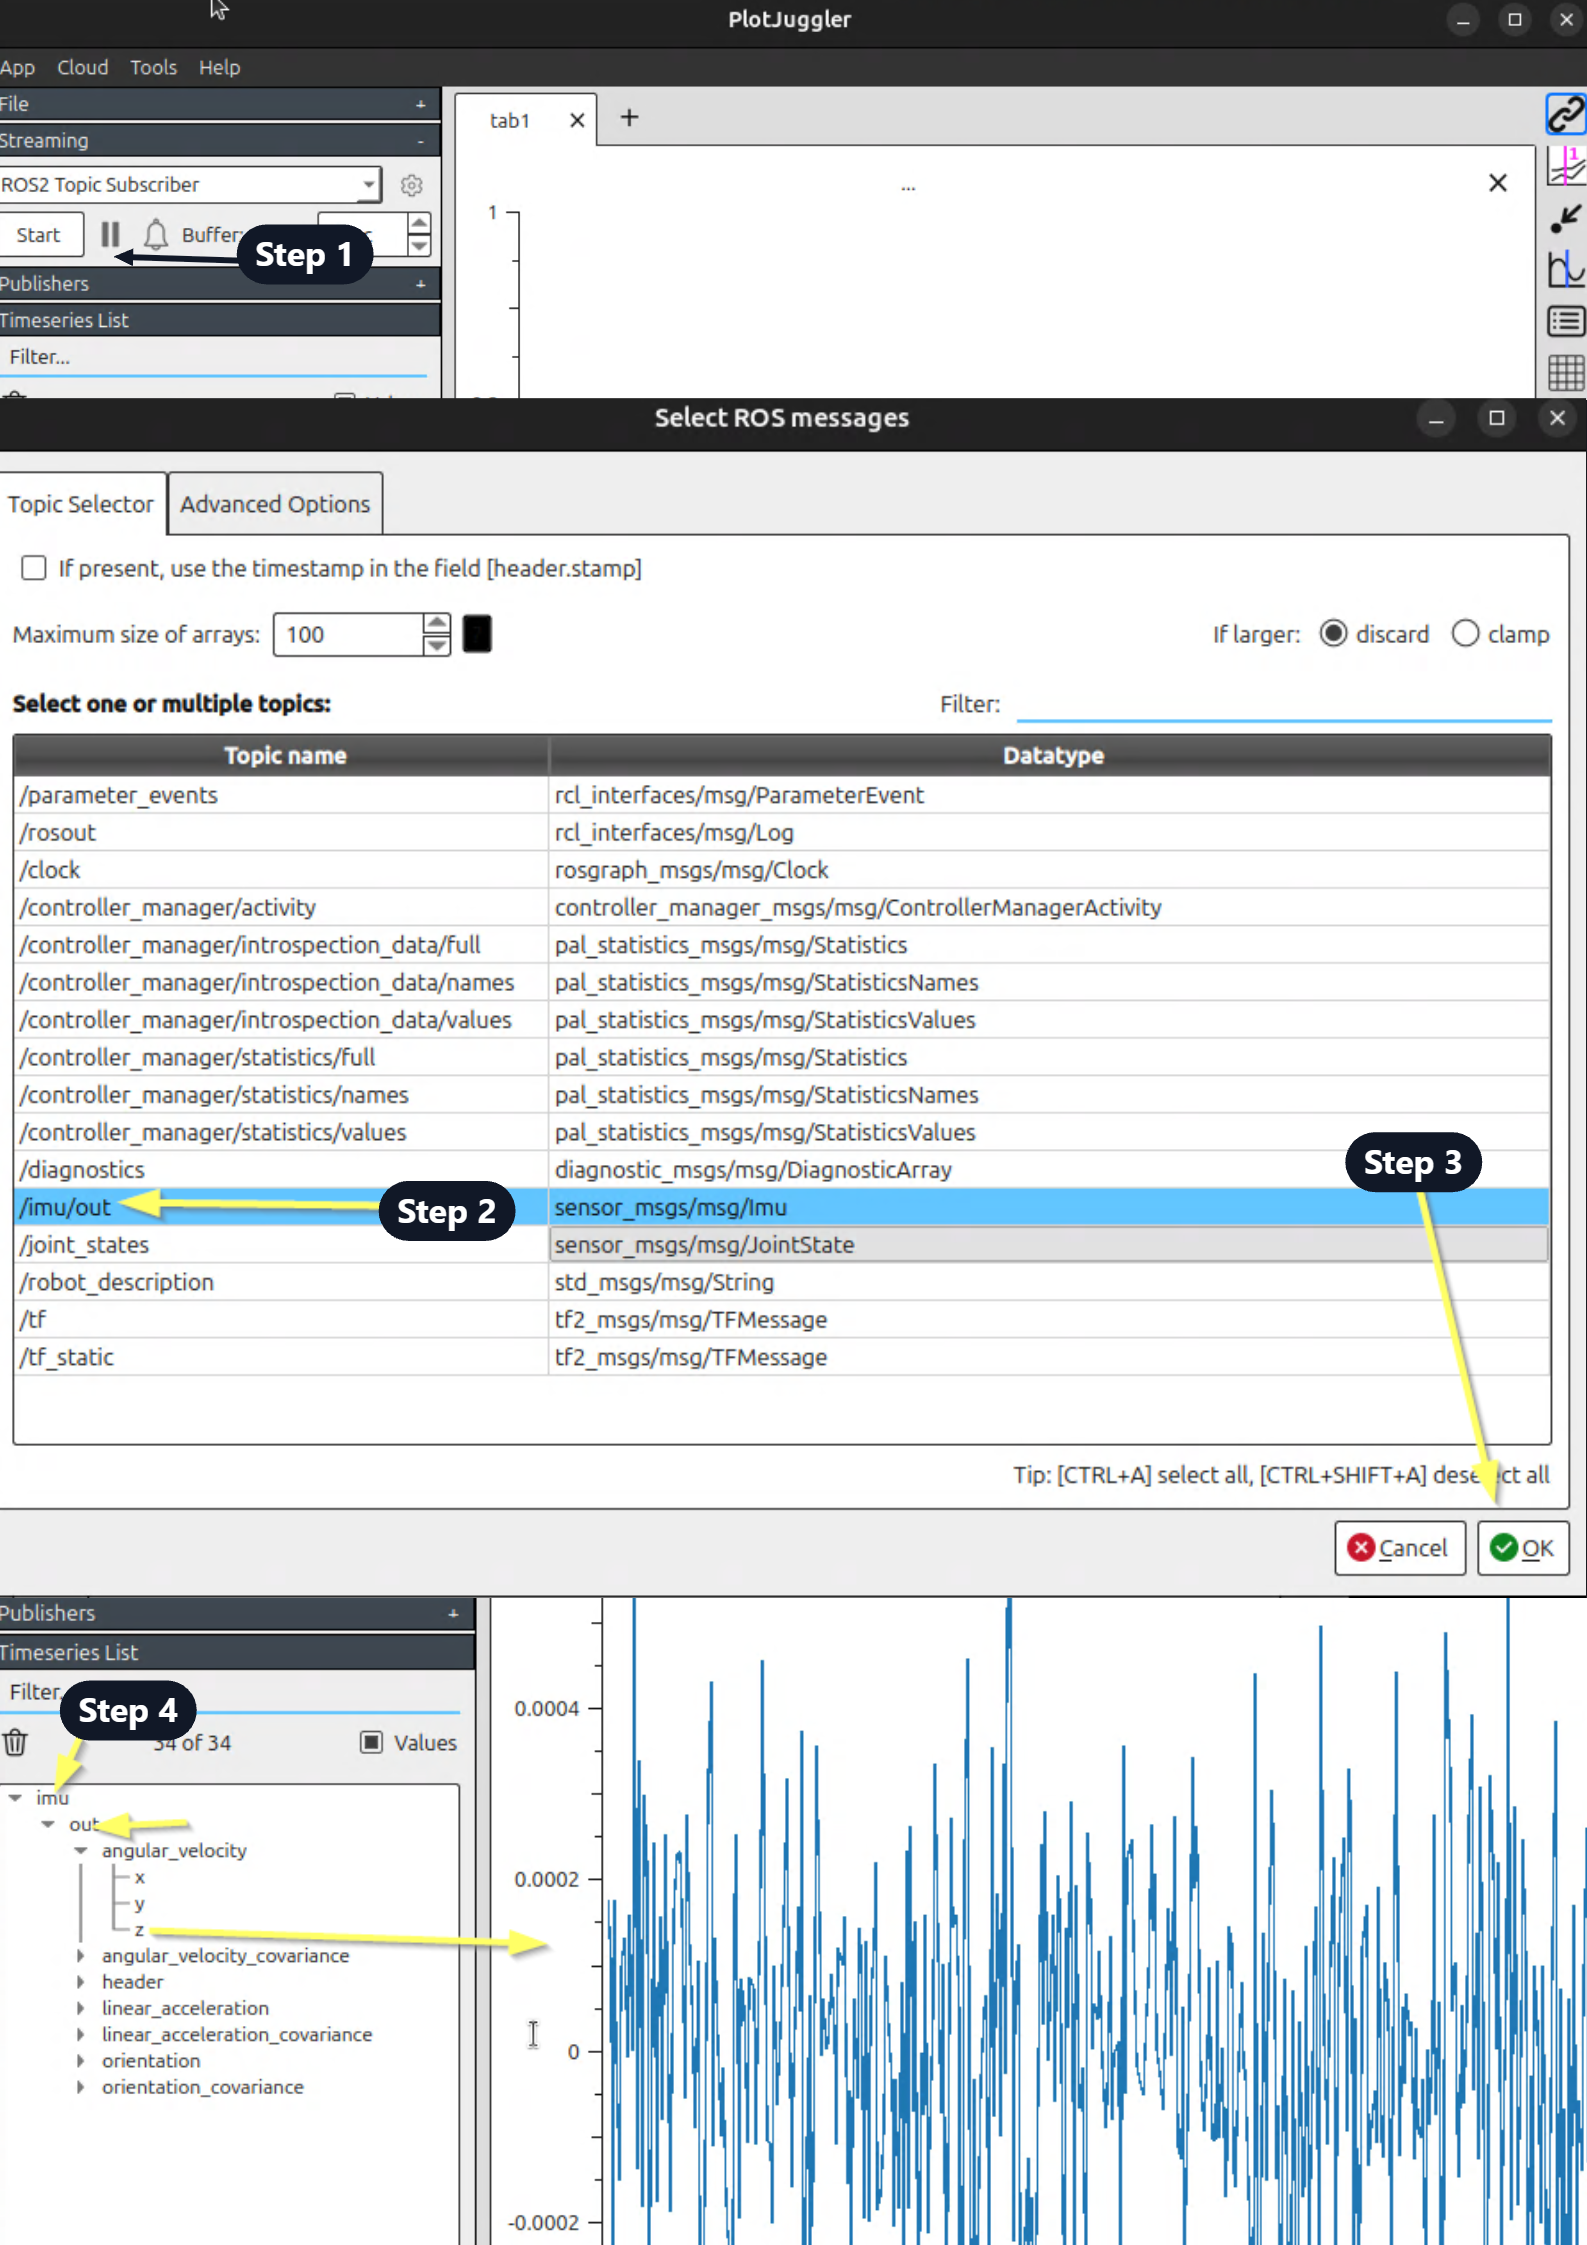 PlotJuggler
App Cloud Tools Help
File +
Streaming -
tab1
ROS2 Topic Subscriber
...
1
Start Buffer:
Step 1
Publishers +
Timeseries List
Filter...
Select ROS messages
Topic Selector Advanced Options
If present, use the timestamp in the field [header.stamp]
Maximum size of arrays: 100 If larger: discard clamp
Select one or multiple topics: Filter:
Topic name Datatype
/parameter_events rcl_interfaces/msg/ParameterEvent
/rosout rcl_interfaces/msg/Log
/clock rosgraph_msgs/msg/Clock
/controller_manager/activity controller_manager_msgs/msg/ControllerManagerActivity
/controller_manager/introspection_data/full pal_statistics_msgs/msg/Statistics
/controller_manager/introspection_data/names pal_statistics_msgs/msg/StatisticsNames
/controller_manager/introspection_data/values pal_statistics_msgs/msg/StatisticsValues
/controller_manager/statistics/full pal_statistics_msgs/msg/Statistics
/controller_manager/statistics/names pal_statistics_msgs/msg/StatisticsNames
/controller_manager/statistics/values pal_statistics_msgs/msg/StatisticsValues
/diagnostics diagnostic_msgs/msg/DiagnosticArray
Step 3
/imu/out Step 2 sensor_msgs/msg/Imu
/joint_states sensor_msgs/msg/JointState
/robot_description std_msgs/msg/String
/tf tf2_msgs/msg/TFMessage
/tf_static tf2_msgs/msg/TFMessage
Tip: [CTRL+A] select all, [CTRL+SHIFT+A] deselect all
Cancel OK
Publishers +
Timeseries List
Filter.
Step 4
34 of 34 Values
imu
out
angular_velocity
x
y
z
angular_velocity_covariance
header
linear_acceleration
linear_acceleration_covariance
orientation
orientation_covariance
0.0004
0.0002
0
-0.0002